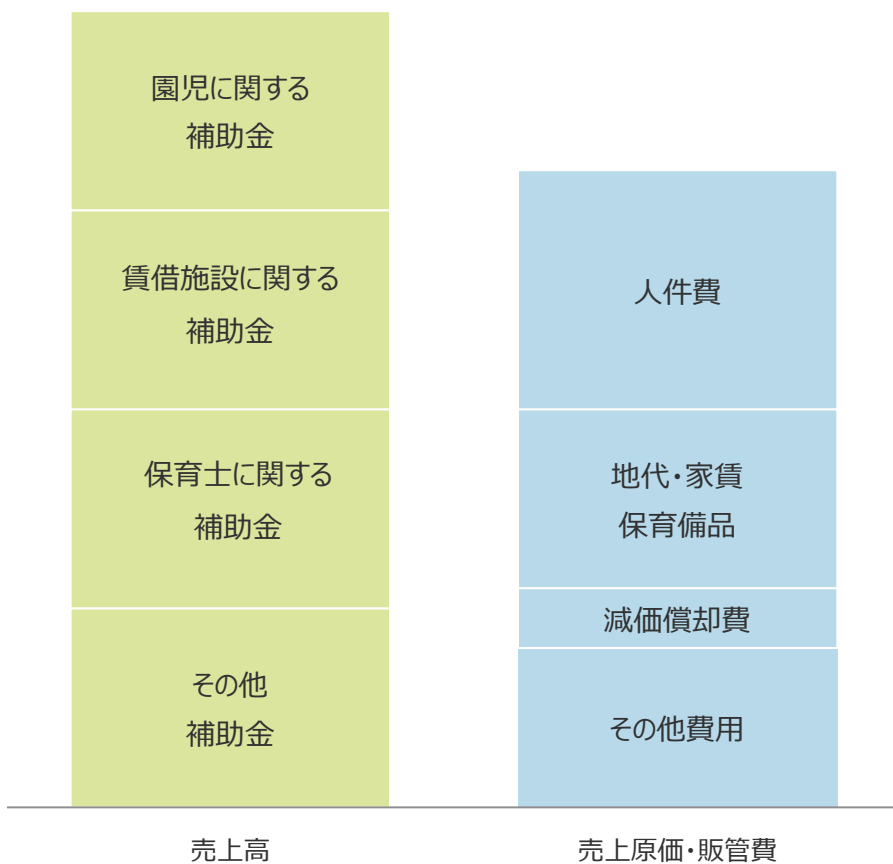 園児に関する
補助金
賃借施設に関する
補助金
保育士に関する
補助金
その他
補助金
売上高
人件費
地代・家賃
保育備品
減価償却費
その他費用
売上原価・販管費